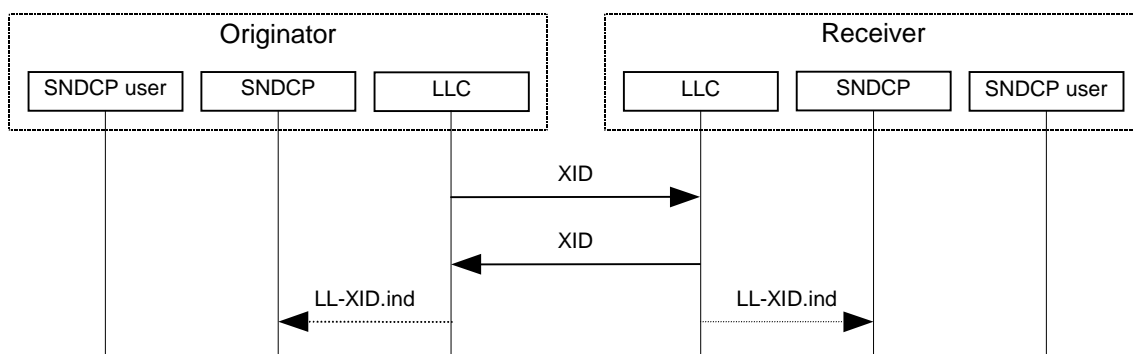 Originator
Receiver
SNDCP user
SNDCP
LLC
LLC
SNDCP
SNDCP user
XID
XID
LL-XID.ind
LL-XID.ind